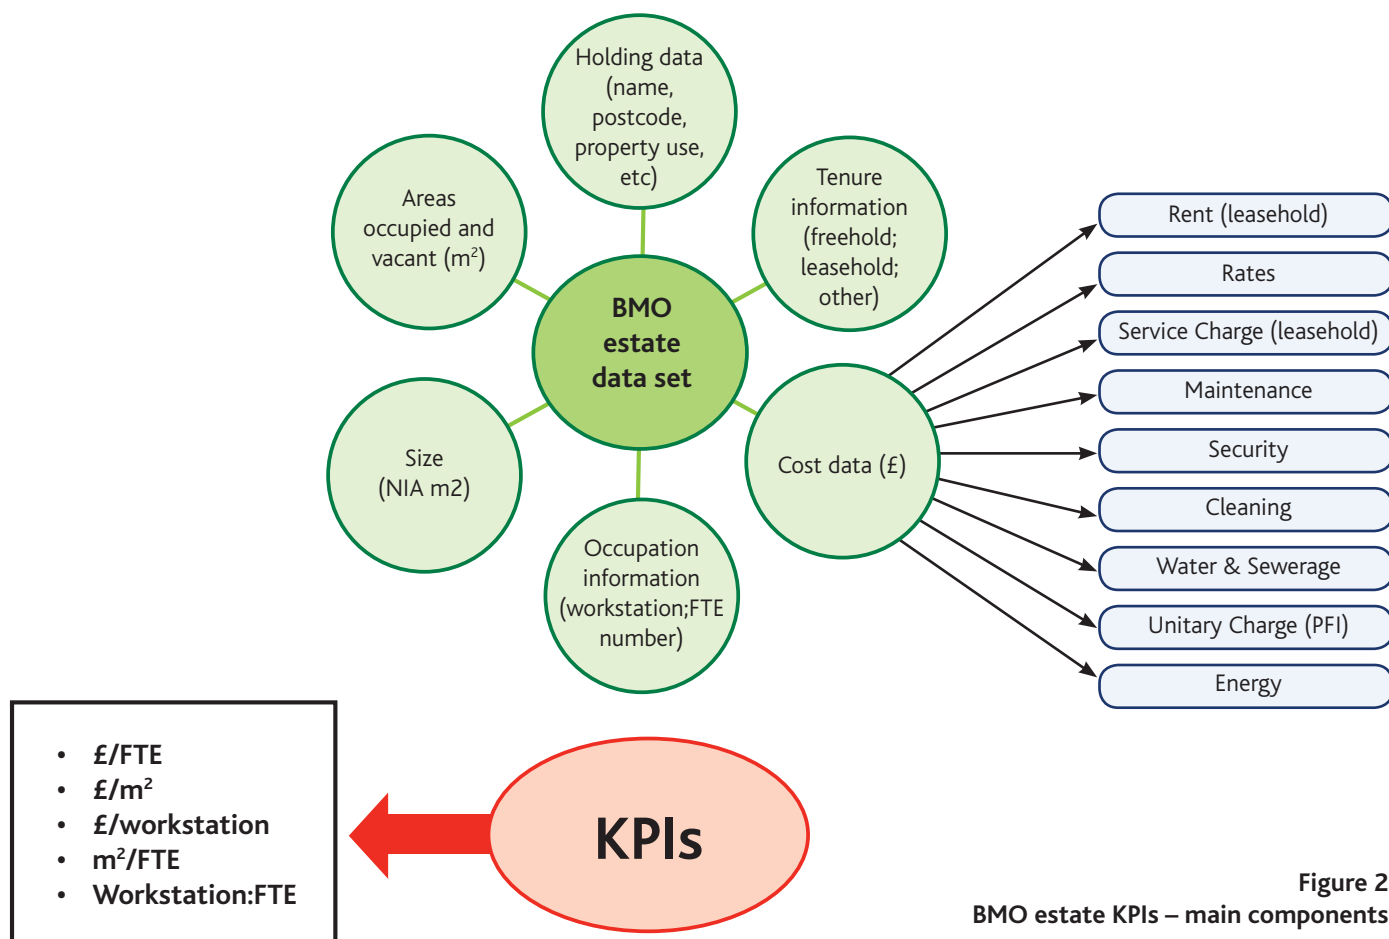 Holding data
(name,
postcode,
property use,
etc)
Areas
occupied and
vacant (m²)
Tenure
information
(freehold;
leasehold;
other)
BMO
estate
data set
Size
(NIA m2)
Occupation
information
(workstation;FTE
number)
Cost data (£)
Rent (leasehold)
Rates
Service Charge (leasehold)
Maintenance
Security
Cleaning
Water & Sewerage
Unitary Charge (PFI)
Energy
• £/FTE
• £/m²
• £/workstation
• m²/FTE
• Workstation:FTE
KPIs
Figure 2
BMO estate KPIs – main components